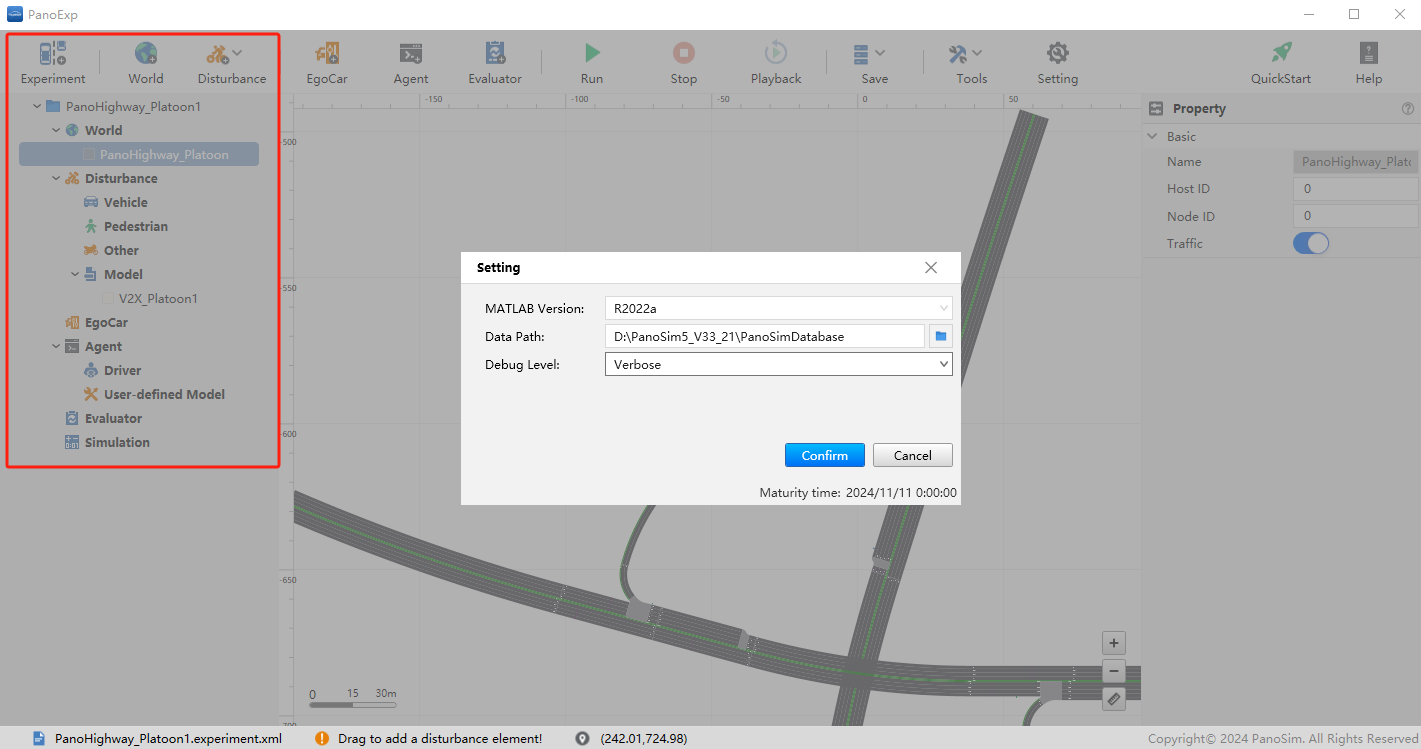 PanoExp
Experiment World Disturbance EgoCar Agent Evaluator Run Stop Playback Save Tools Setting QuickStart Help
PanoHighway_Platoon1
World
PanoHighway_Platoon
Disturbance
Vehicle
Pedestrian
Other
Model
V2X_Platoon1
EgoCar
Agent
Driver
User-defined Model
Evaluator
Simulation
-150 -100 -50 0 50
-500
-550
-600
-650
-700
Setting
MATLAB Version: R2022a
Data Path: D:\PanoSim5_V33_21\PanoSimDatabase
Debug Level: Verbose
Confirm Cancel
Maturity time: 2024/11/11 0:00:00
0 15 30m
+
−
Property
Basic
Name PanoHighway_Plato
Host ID 0
Node ID 0
Traffic
PanoHighway_Platoon1.experiment.xml Drag to add a disturbance element! (242.01,724.98) Copyright© 2024 PanoSim. All Rights Reserved